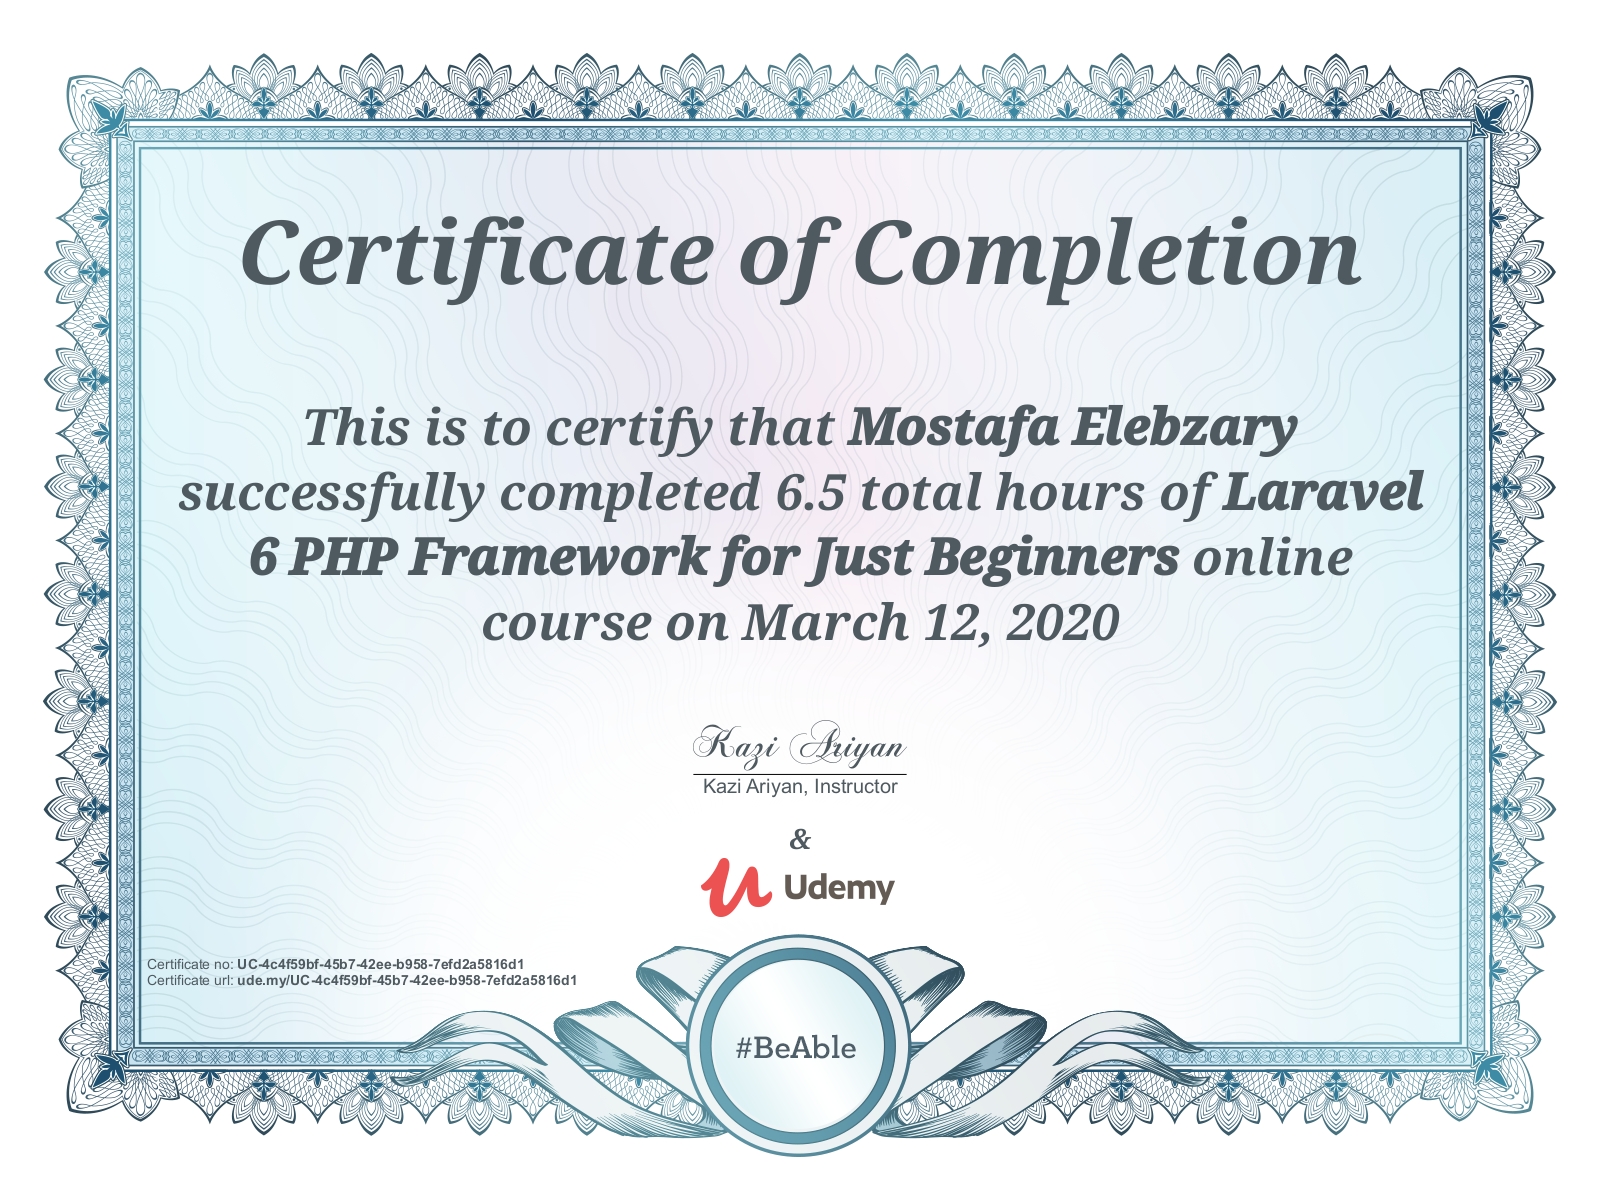 Certificate of Completion
This is to certify that Mostafa Elebzary
successfully completed 6.5 total hours of Laravel
6 PHP Framework for Just Beginners online
course on March 12, 2020
Kazi Ariyan
Kazi Ariyan, Instructor
&
Udemy
Certificate no: UC-4c4f59bf-45b7-42ee-b958-7efd2a5816d1
Certificate url: ude.my/UC-4c4f59bf-45b7-42ee-b958-7efd2a5816d1
#BeAble